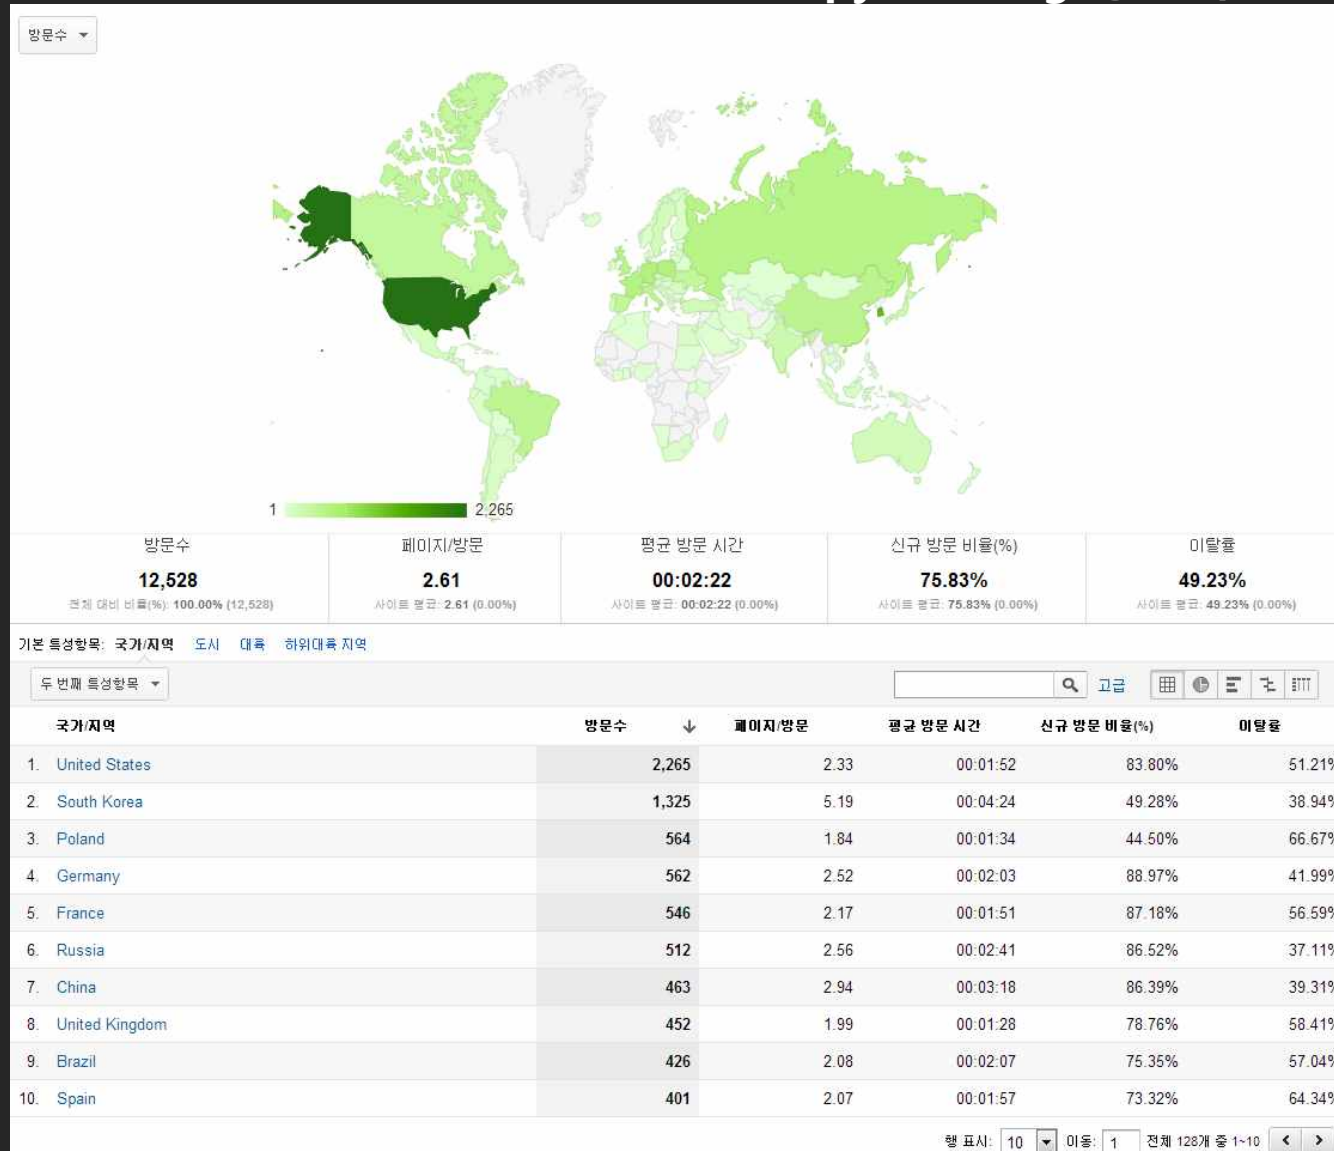 방문수
1 2,265
방문수 페이지/방문 평균 방문 시간 신규 방문 비율(%) 이탈율
12,528 2.61 00:02:22 75.83% 49.23%
전체 대비 비율(%): 100.00% (12,528) 사이트 평균: 2.61 (0.00%) 사이트 평균: 00:02:22 (0.00%) 사이트 평균: 75.83% (0.00%) 사이트 평균: 49.23% (0.00%)
기본 특성항목: 국가/지역 도시 대륙 하위대륙 지역
두 번째 특성항목 고급
국가/지역 방문수 페이지/방문 평균 방문 시간 신규 방문 비율(%) 이탈율
1. United States 2,265 2.33 00:01:52 83.80% 51.21%
2. South Korea 1,325 5.19 00:04:24 49.28% 38.94%
3. Poland 564 1.84 00:01:34 44.50% 66.67%
4. Germany 562 2.52 00:02:03 88.97% 41.99%
5. France 546 2.17 00:01:51 87.18% 56.59%
6. Russia 512 2.56 00:02:41 86.52% 37.11%
7. China 463 2.94 00:03:18 86.39% 39.31%
8. United Kingdom 452 1.99 00:01:28 78.76% 58.41%
9. Brazil 426 2.08 00:02:07 75.35% 57.04%
10. Spain 401 2.07 00:01:57 73.32% 64.34%
행 표시: 10 이동: 1 전체 128개 중 1~10